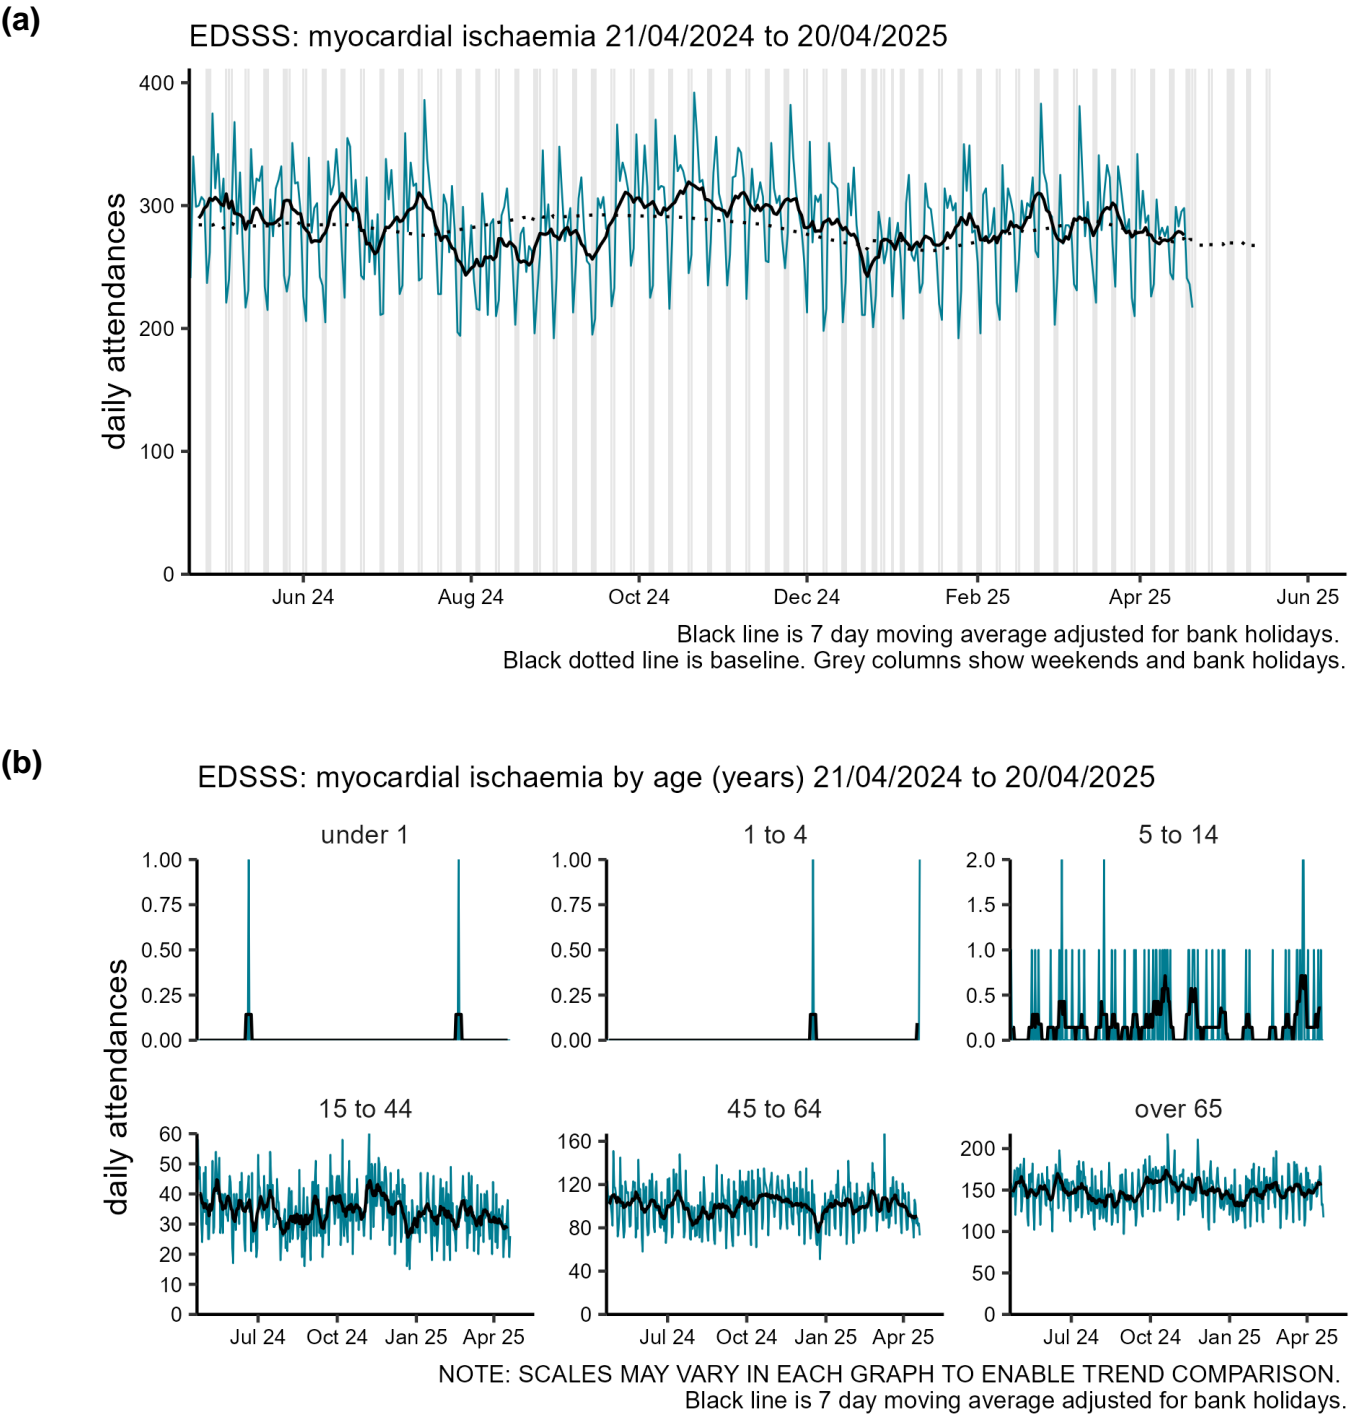 (a)
EDSSS: myocardial ischaemia 21/04/2024 to 20/04/2025
daily attendances
400
300
200
100
0
Jun 24 Aug 24 Oct 24 Dec 24 Feb 25 Apr 25 Jun 25
Black line is 7 day moving average adjusted for bank holidays.
Black dotted line is baseline. Grey columns show weekends and bank holidays.
(b)
EDSSS: myocardial ischaemia by age (years) 21/04/2024 to 20/04/2025
daily attendances
under 1
1.00
0.75
0.50
0.25
0.00
1 to 4
1.00
0.75
0.50
0.25
0.00
5 to 14
2.0
1.5
1.0
0.5
0.0
15 to 44
60
50
40
30
20
10
0
Jul 24 Oct 24 Jan 25 Apr 25
45 to 64
160
120
80
40
0
Jul 24 Oct 24 Jan 25 Apr 25
over 65
200
150
100
50
0
Jul 24 Oct 24 Jan 25 Apr 25
NOTE: SCALES MAY VARY IN EACH GRAPH TO ENABLE TREND COMPARISON.
Black line is 7 day moving average adjusted for bank holidays.